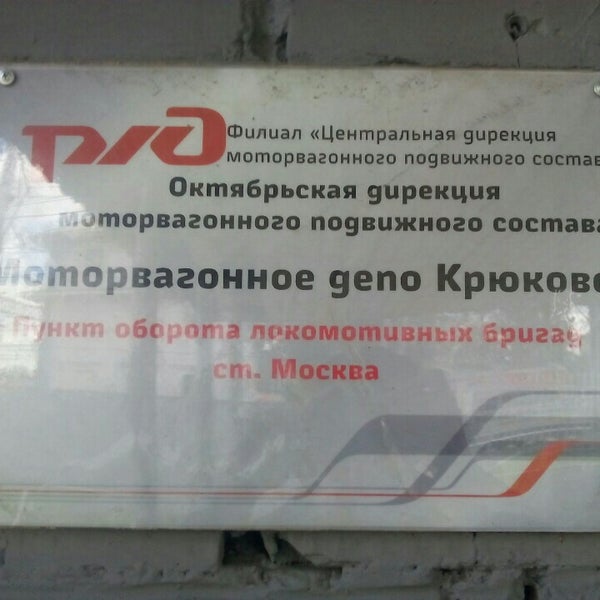 РЖД
Филиал «Центральная дирекция
моторвагонного подвижного состава
Октябрьская дирекция
моторвагонного подвижного состава
Моторвагонное депо Крюково
Пункт оборота локомотивных бригад
ст. Москва